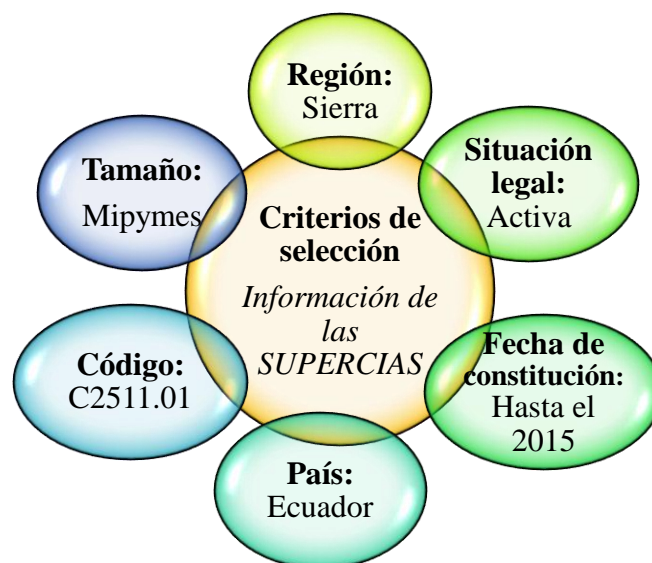 Región:
Sierra
Situación
legal:
Activa
Fecha de
constitución:
Hasta el
2015
País:
Ecuador
Código:
C2511.01
Tamaño:
Mipymes
Criterios de
selección
Información de
las
SUPERCIAS